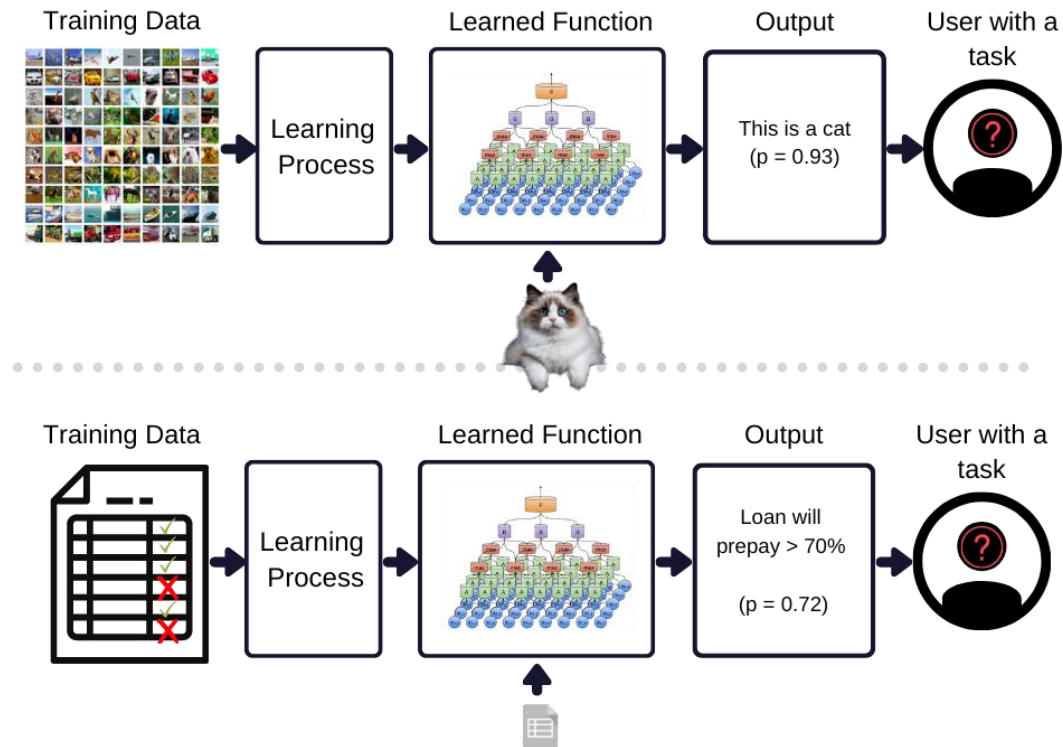 Training Data
Learned Function
Output
User with a
task
Learning
Process
This is a cat
(p = 0.93)
?
F
Training Data
Learned Function
Output
User with a
task
Learning
Process
Loan will
prepay > 70%
(p = 0.72)
?
F